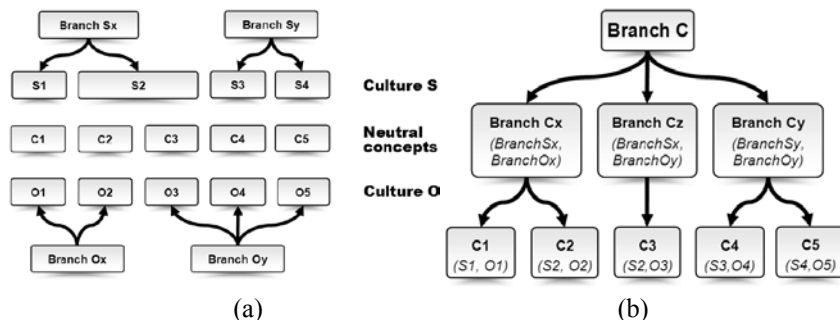 Branch Sx
Branch Sy
S1
S2
S3
S4
Culture S
C1
C2
C3
C4
C5
Neutral
concepts
O1
O2
O3
O4
O5
Culture O
Branch Ox
Branch Oy
(a)
Branch C
Branch Cx
(BranchSx,
BranchOx)
Branch Cz
(BranchSx,
BranchOy)
Branch Cy
(BranchSy,
BranchOy)
C1
(S1, O1)
C2
(S2, O2)
C3
(S2,O3)
C4
(S3,O4)
C5
(S4,O5)
(b)